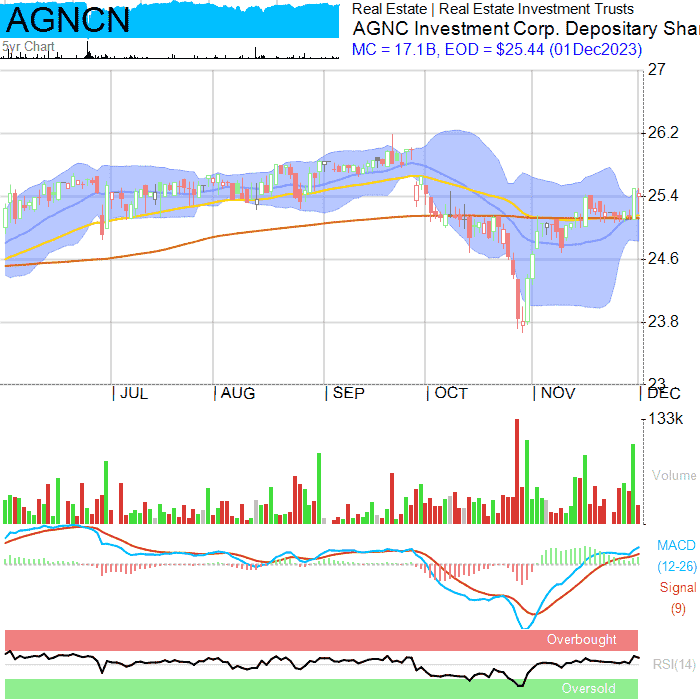 AGNCN
5yr Chart
Real Estate | Real Estate Investment Trusts
AGNC Investment Corp. Depositary Shar
MC = 17.1B, EOD = $25.44 (01Dec2023)
27
26.2
25.4
24.6
23.8
23
JUL AUG SEP OCT NOV DEC
133k
Volume
MACD
(12-26)
Signal
(9)
Overbought
RSI(14)
Oversold